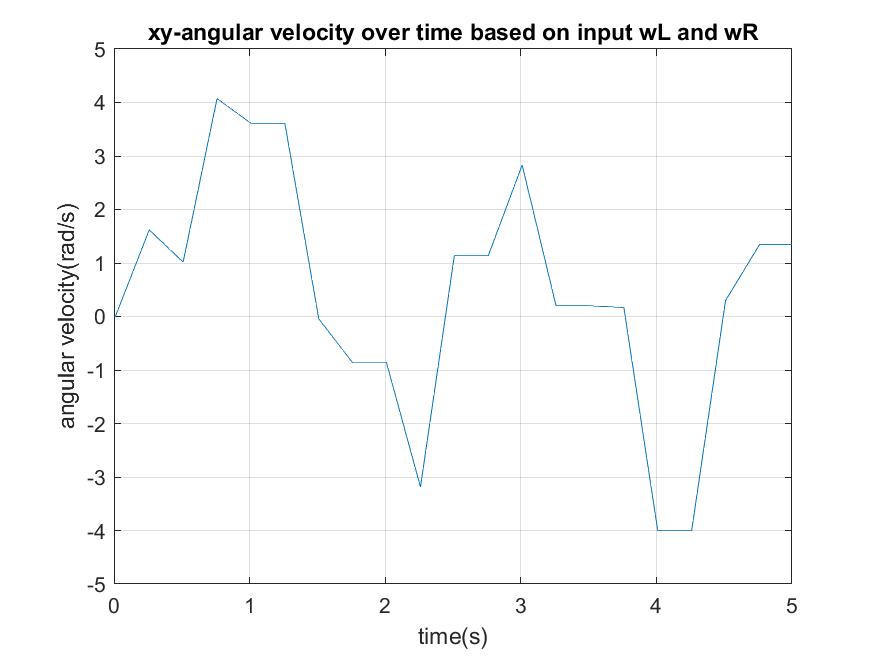 xy-angular velocity over time based on input wL and wR
5
4
3
2
1
0
-1
-2
-3
-4
-5
angular velocity(rad/s)
0 1 2 3 4 5
time(s)